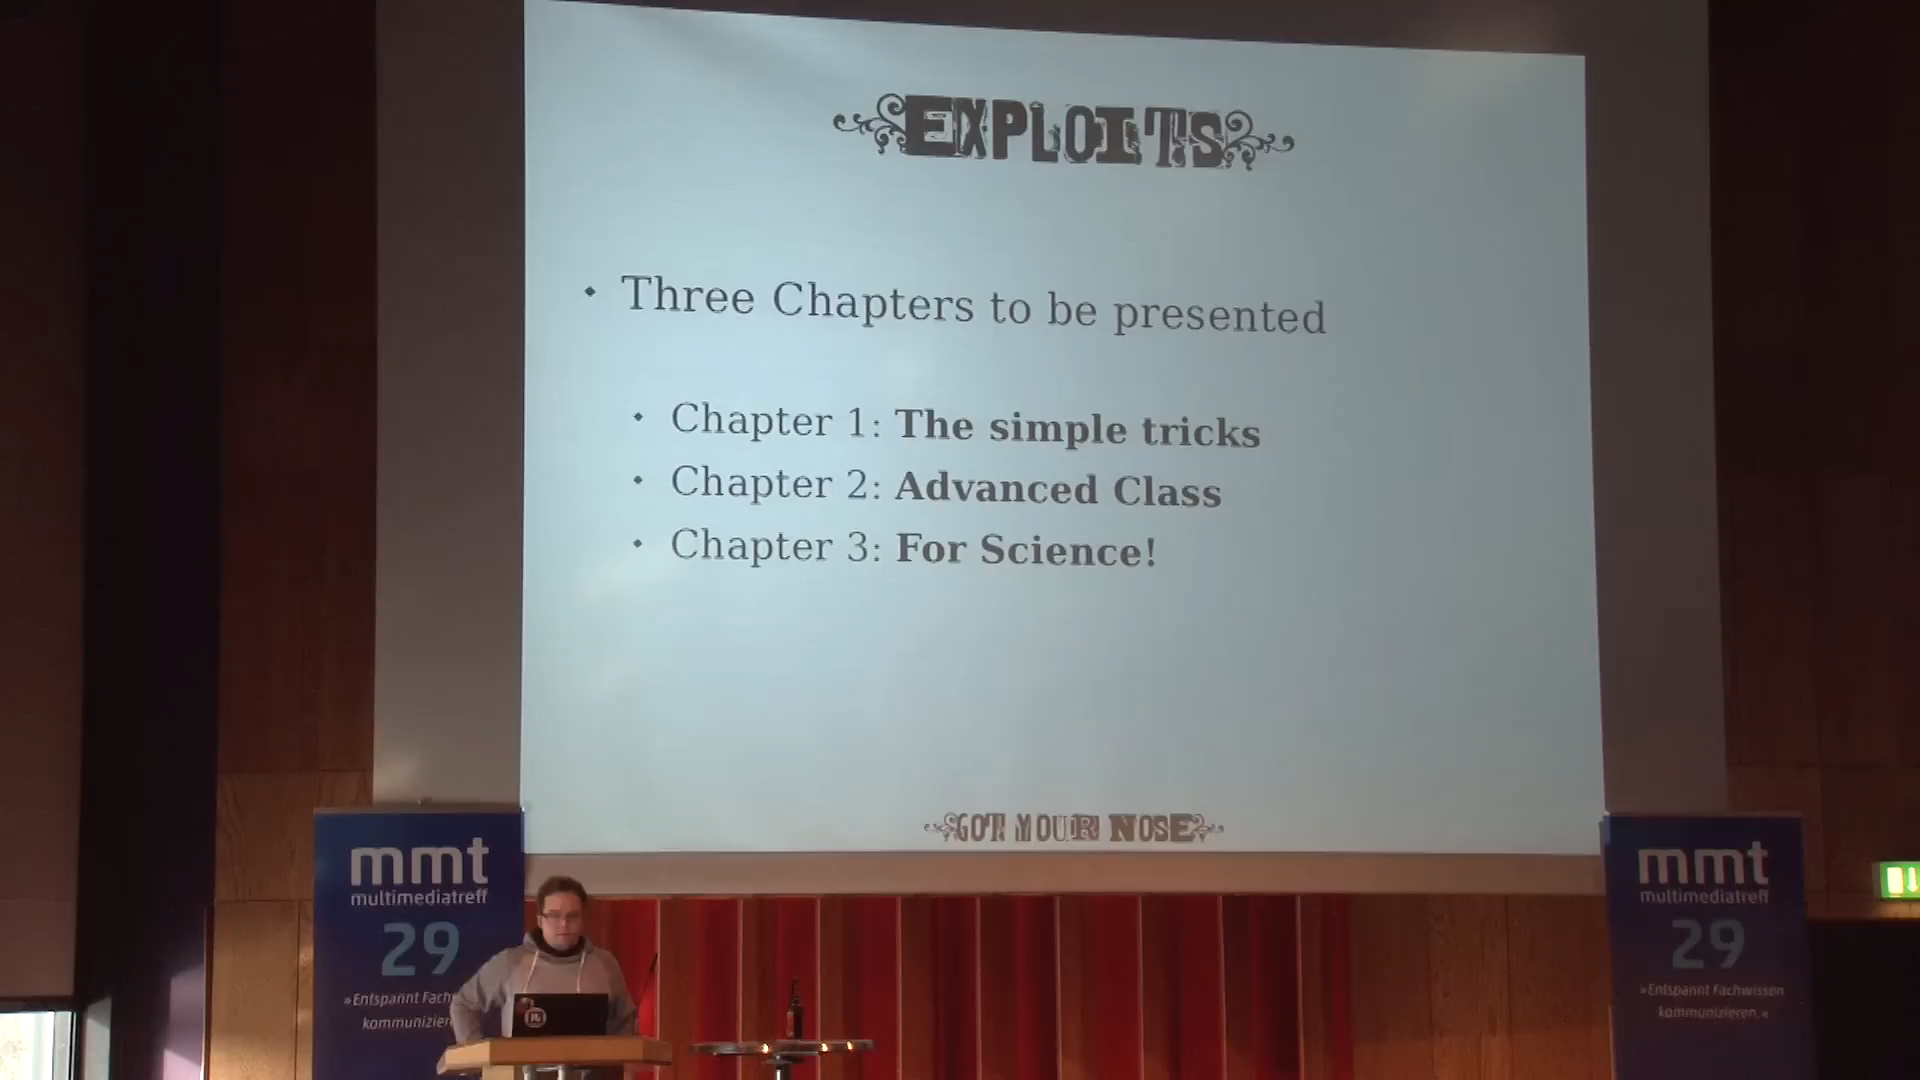 EXPLOITS
• Three Chapters to be presented
• Chapter 1: The simple tricks
• Chapter 2: Advanced Class
• Chapter 3: For Science!
GOT YOUR NOSE
mmt
multimediatreff
29
»Entspannt Fach
kommunizier
mmt
multimediatreff
29
»Entspannt Fachwissen
kommunizieren.«